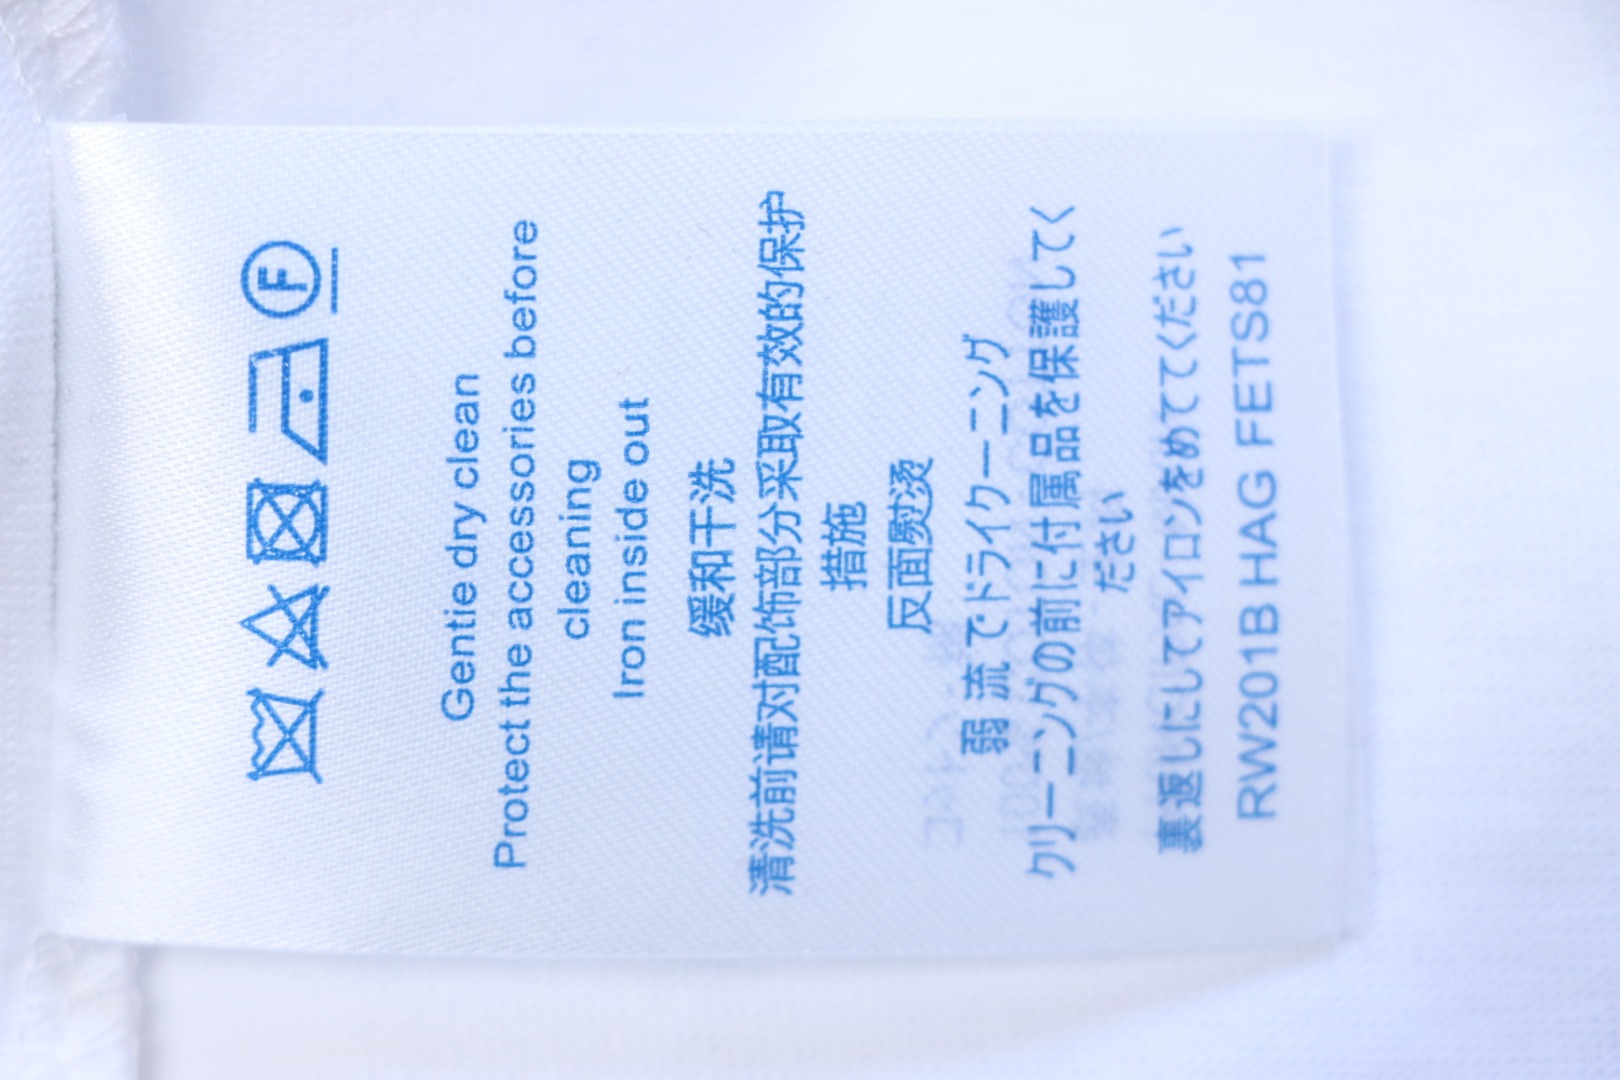 F
Gentie dry clean
Protect the accessories before
cleaning
Iron inside out
缓和干洗
清洗前请对配饰部分采取有效的保护
措施
反面熨烫
弱 流 でドライクーニング
クリーニングの前に付属品を保護してく
ださい
裏返しにしてアイロンをめててください
RW201B HAG FETS81